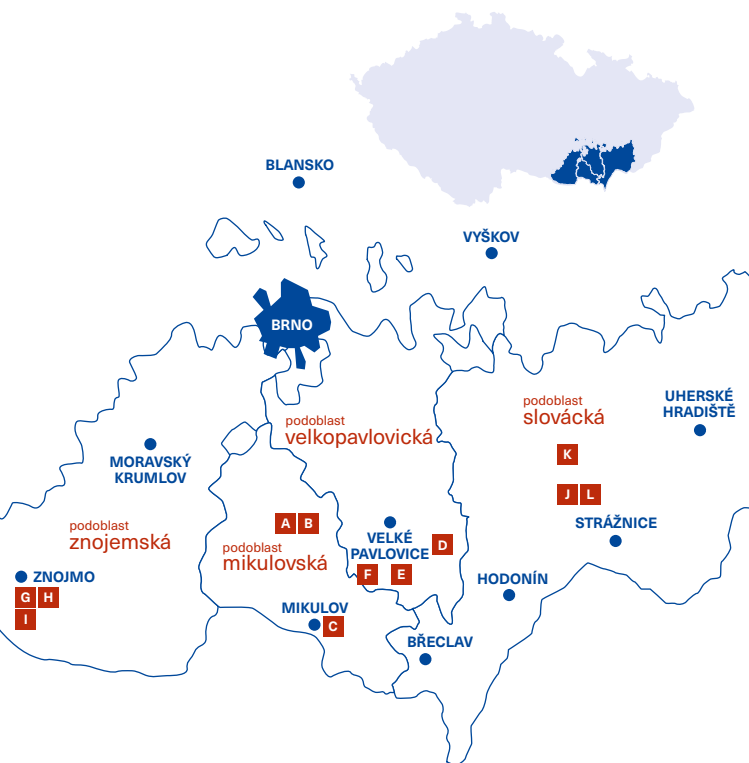 BLANSKO
VYŠKOV
BRNO
podoblast
slovácká
UHERSKÉ
HRADIŠTĚ
podoblast
velkopavlovická
MORAVSKÝ
KRUMLOV
K
J L
STRÁŽNICE
podoblast
znojemská
A B
podoblast
mikulovská
VELKÉ
PAVLOVICE
D
F E
ZNOJMO
G H
I
HODONÍN
MIKULOV
C
BŘECLAV